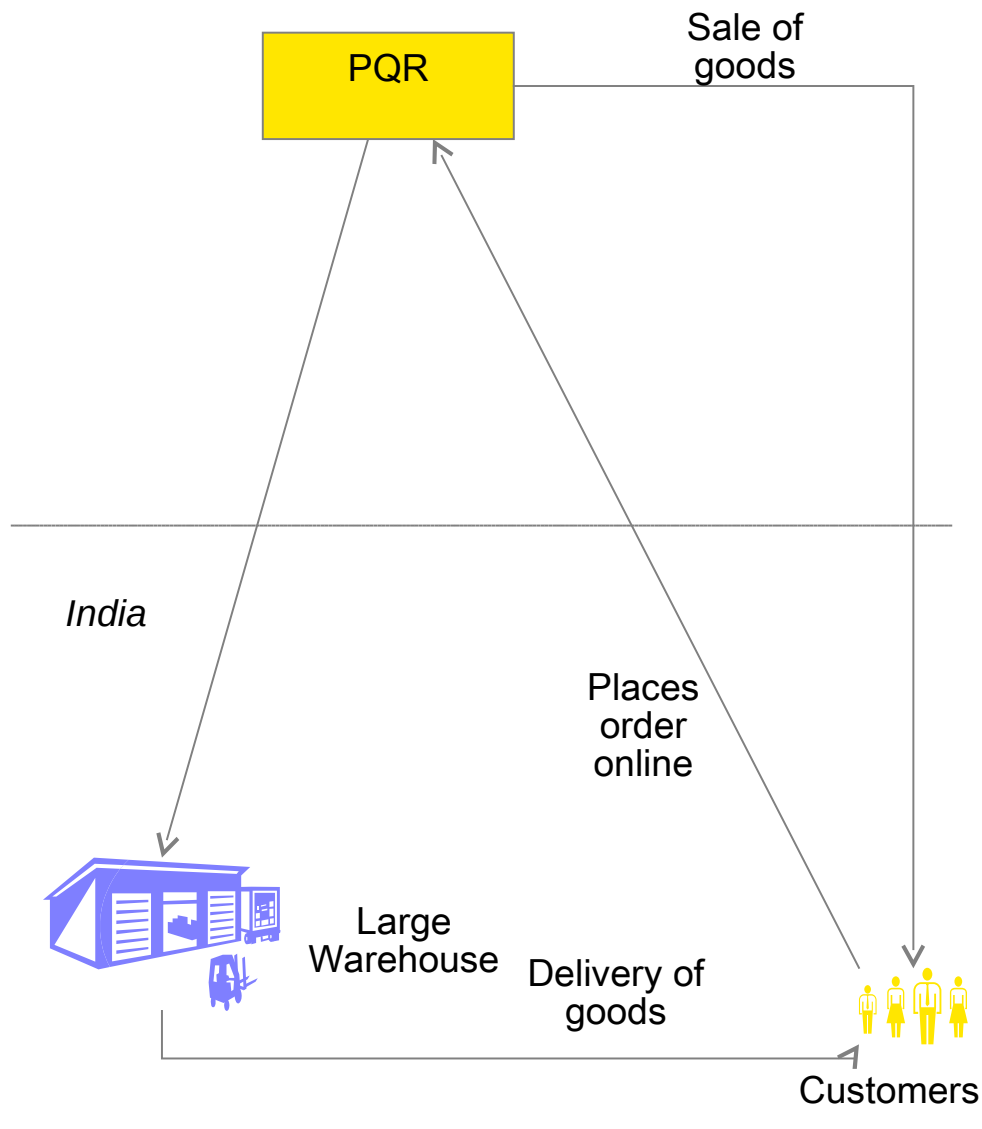 Sale of
goods
PQR
India
Places
order
online
Large
Warehouse
Delivery of
goods
Customers